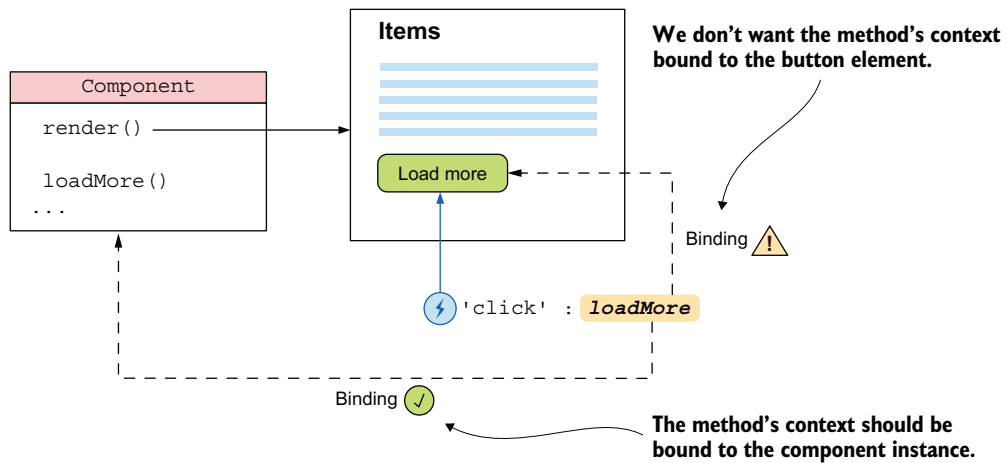 Items
We don’t want the method’s context
bound to the button element.
Component
render()
loadMore()
...
Load more
Binding
!
'click' : loadMore
Binding
The method’s context should be
bound to the component instance.